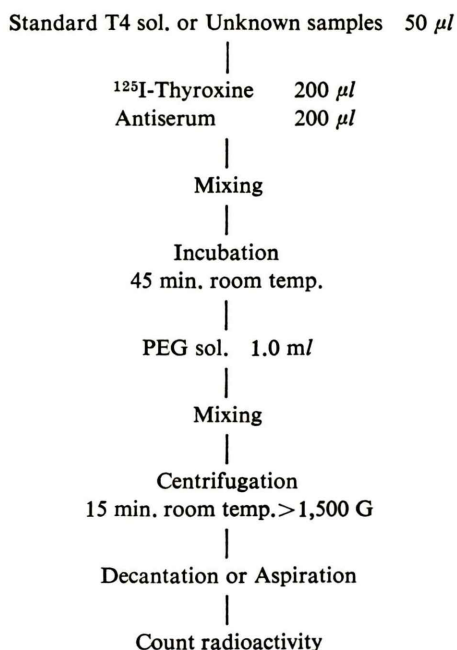 Standard T4 sol. or Unknown samples 50 μl
¹²⁵I-Thyroxine 200 μl
Antiserum 200 μl
Mixing
Incubation
45 min. room temp.
PEG sol. 1.0 ml
Mixing
Centrifugation
15 min. room temp.>1,500 G
Decantation or Aspiration
Count radioactivity